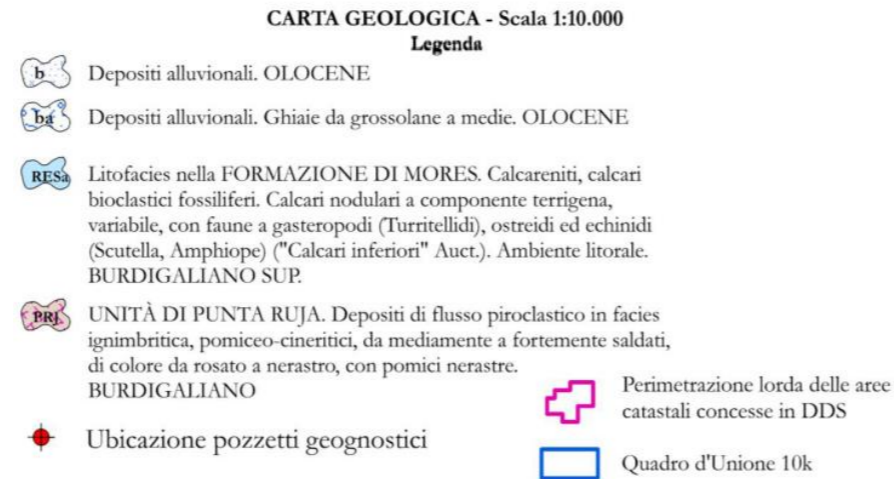 CARTA GEOLOGICA - Scala 1:10.000
Legenda
b Depositi alluvionali. OLOCENE
ba Depositi alluvionali. Ghiaie da grossolane a medie. OLOCENE
RESa Litofacies nella FORMAZIONE DI MORES. Calcareniti, calcari
bioclastici fossiliferi. Calcari nodulari a componente terrigena,
variabile, con faune a gasteropodi (Turritellidi), ostreidi ed echinidi
(Scutella, Amphiope) ("Calcari inferiori" Auct.). Ambiente litorale.
BURDIGALIANO SUP.
PRJ UNITÀ DI PUNTA RUJA. Depositi di flusso piroclastico in facies
ignimbritica, pomiceo-cineritici, da mediamente a fortemente saldati,
di colore da rosato a nerastro, con pomici nerastre.
BURDIGALIANO
Ubicazione pozzetti geognostici
Perimetrazione lorda delle aree
catastali concesse in DDS
Quadro d'Unione 10k